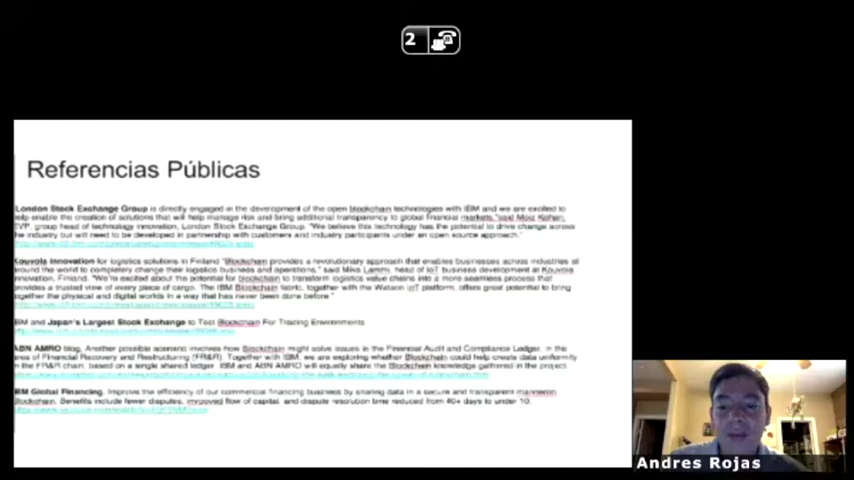 2
Referencias Públicas
London Stock Exchange Group is directly engaged in the development of the open blockchain technologies with IBM and we are excited to
help enable the creation of solutions that will help manage risk and bring additional transparency to global financial markets,"said Moiz Kohari,
EVP, group head of technology innovation, London Stock Exchange Group. "We believe this technology has the potential to drive change across
the industry but will need to be developed in partnership with customers and industry participants under an open source approach."
Kouvola Innovation for logistics solutions in Finland "Blockchain provides a revolutionary approach that enables businesses across industries all
around the world to completely change their logistics business and operations," said Mika Lammi, head of IoT business development at Kouvola
Innovation, Finland. "We're excited about the potential for blockchain to transform logistics value chains into a more seamless process that
provides a trusted view of every piece of cargo. The IBM Blockchain fabric, together with the Watson IoT platform, offers great potential to bring
together the physical and digital worlds in a way that has never been done before."
IBM and Japan's Largest Stock Exchange to Test Blockchain For Trading Environments
ABN AMRO blog, Another possible scenario involves how Blockchain might solve issues in the Financial Audit and Compliance Ledger. In the
area of Financial Recovery and Restructuring (FR&R). Together with IBM, we are exploring whether Blockchain could help create data uniformity
in the FR&R chain, based on a single shared ledger. IBM and ABN AMRO will equally share the Blockchain knowledge gathered in the project
IBM Global Financing, Improve the efficiency of our commercial financing business by sharing data in a secure and transparent
Blockchain. Benefits include fewer disputes, improved flow of capital, and dispute resolution time reduced from 40+ days to under 10.
Andres Rojas